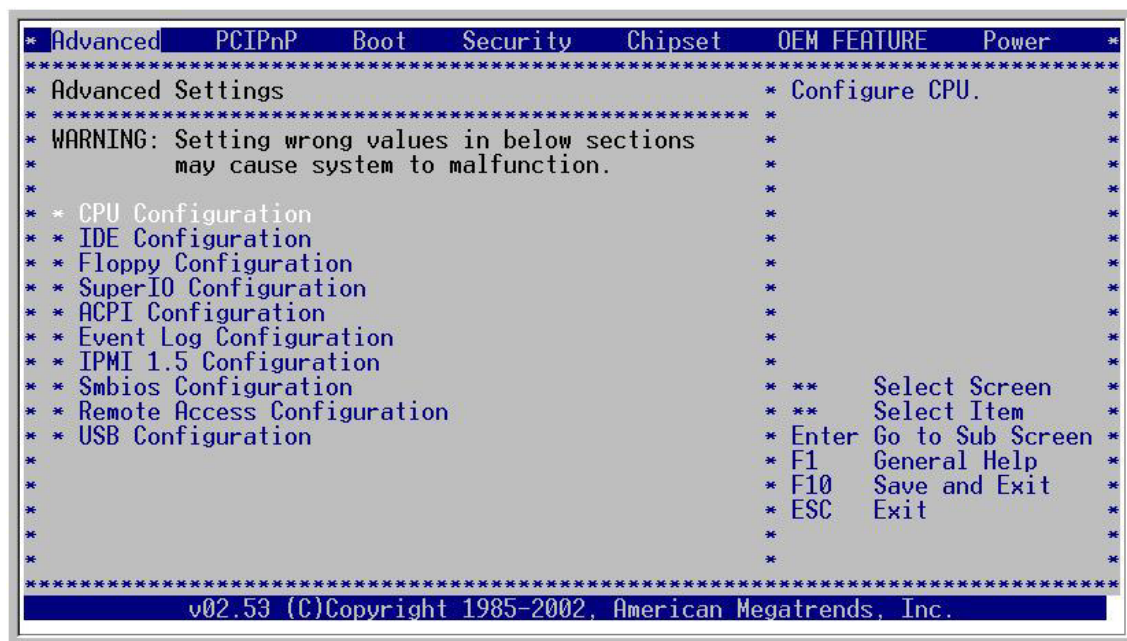 * Advanced PCIPnP Boot Security Chipset OEM FEATURE Power *
********************************************************************************
* Advanced Settings * Configure CPU. *
* *************************************************** * *
* WARNING: Setting wrong values in below sections * *
* may cause system to malfunction. * *
* * *
* * CPU Configuration * *
* * IDE Configuration * *
* * Floppy Configuration * *
* * SuperIO Configuration * *
* * ACPI Configuration * *
* * Event Log Configuration * *
* * IPMI 1.5 Configuration * *
* * Smbios Configuration * ** Select Screen *
* * Remote Access Configuration * ** Select Item *
* * USB Configuration * Enter Go to Sub Screen *
* * F1 General Help *
* * F10 Save and Exit *
* * ESC Exit *
* * *
* * *
********************************************************************************
v02.53 (C)Copyright 1985-2002, American Megatrends, Inc.